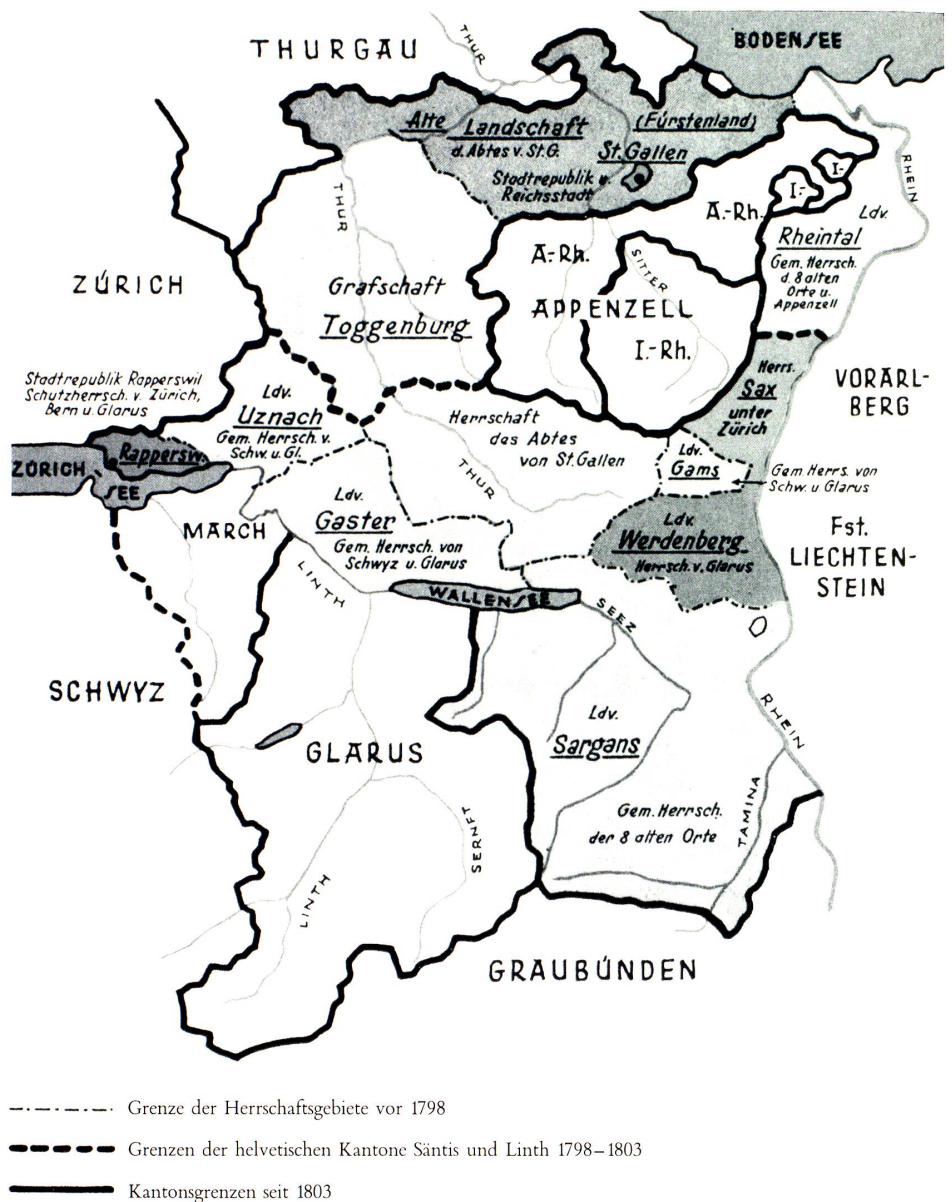 THURGAU
THUR
BODENSEE
Alte Landschaft
d. Abtes v. St.G.
(Fürstenland)
St. Gallen
Stadtrepublik u.
Reichsstadt
RHEIN
THUR
I.-
I.-
A.-Rh.
Ldv.
Rheintal
Gem. Herrsch.
d. 8 alten
Orte u.
Appenzell
ZÜRICH
Grafschaft
Toggenburg
A.-Rh.
SITTER
APPENZELL
I.-Rh.
Stadtrepublik Rapperswil
Schutzherrsch. v. Zürich,
Bern u. Glarus
Ldv.
Uznach
Gem. Herrsch. v.
Schw. u. Gl.
Herrschaft
des Abtes
von St. Gallen
THUR
Herrs.
Sax
unter
Zürich
VORARL-
BERG
Ldv.
Gams
Gem Herrs. von
Schw. u Glarus
ZÜRICH
SEE
Rappersw.
MARCH
Ldv.
Gaster
Gem. Herrsch. von
Schwyz u. Glarus
Ldv.
Werdenberg
Herrsch. v. Glarus
Fst.
LIECHTEN-
STEIN
LINTH
WALLENSEE
SEEZ
SCHWYZ
GLARUS
Ldv.
Sargans
RHEIN
Gem. Herrsch.
der 8 alten Orte
TAMINA
SERNFT
LINTH
GRAUBÜNDEN
Grenze der Herrschaftsgebiete vor 1798
Grenzen der helvetischen Kantone Säntis und Linth 1798–1803
Kantonsgrenzen seit 1803